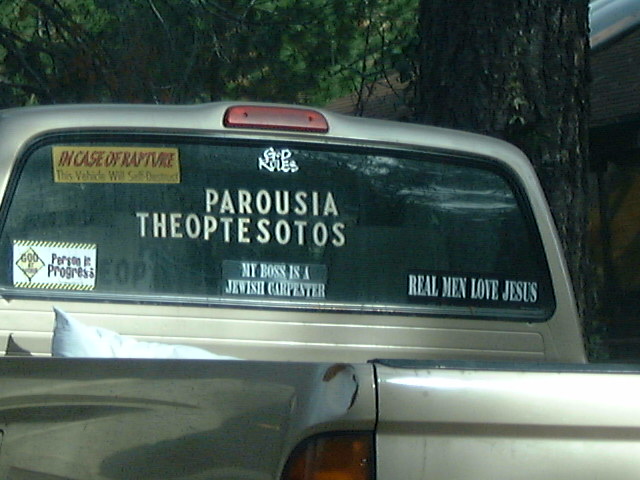 IN CASE OF RAPTURE
This Vehicle Will Self-Destruct
GOD
RULES
PAROUSIA
THEOPTESOTOS
GOD
Person in
Progress
MY BOSS IS A
JEWISH CARPENTER
REAL MEN LOVE JESUS